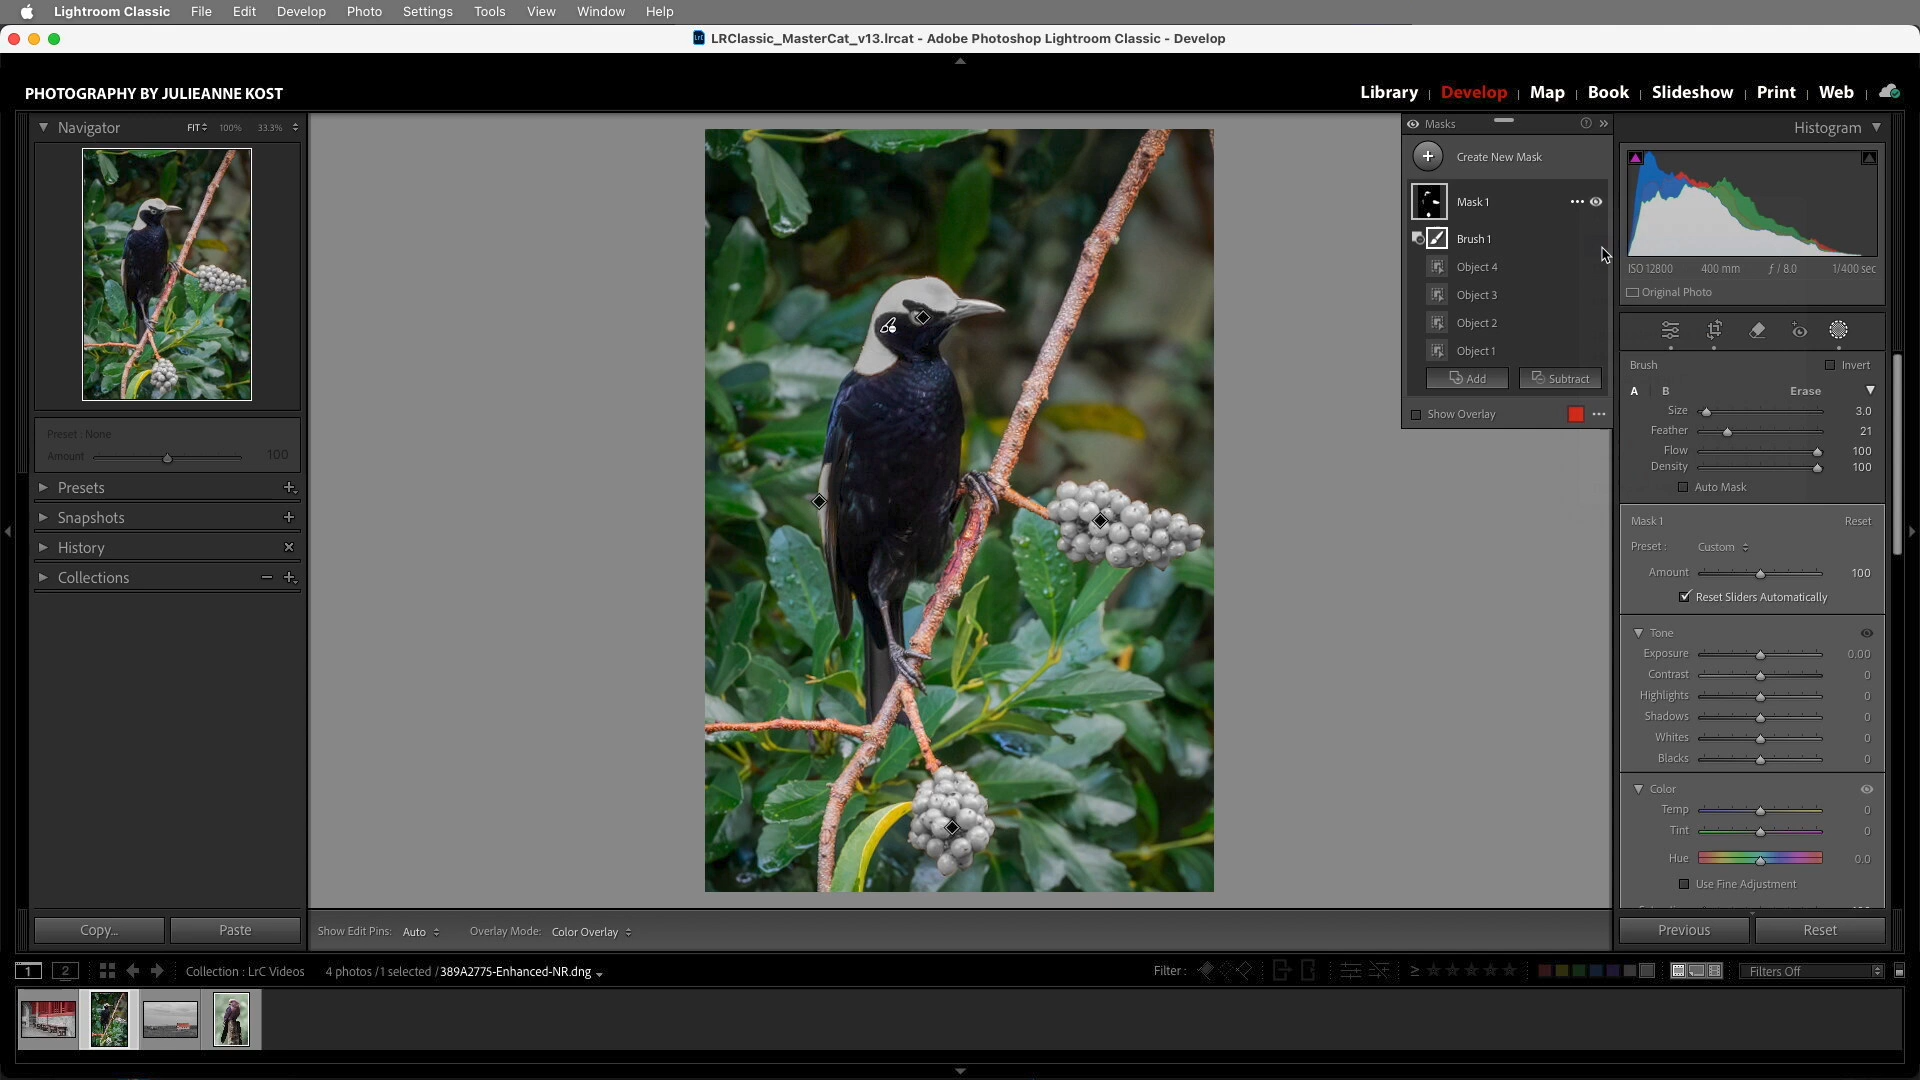 Lightroom Classic File Edit Develop Photo Settings Tools View Window Help
LrC LRClassic_MasterCat_v13.lrcat - Adobe Photoshop Lightroom Classic - Develop
PHOTOGRAPHY BY JULIEANNE KOST
Library | Develop | Map | Book | Slideshow | Print | Web
Navigator FIT 100% 33.3%
Preset : None
Amount 100
Presets
Snapshots
History
Collections
Copy... Paste
Masks
Create New Mask
Mask 1
Brush 1
Object 4
Object 3
Object 2
Object 1
Add Subtract
Show Overlay
Histogram
ISO 12800 400 mm ƒ / 8.0 1/400 sec
Original Photo
Brush Invert
A B Erase
Size 3.0
Feather 21
Flow 100
Density 100
Auto Mask
Mask 1 Reset
Preset : Custom
Amount 100
Reset Sliders Automatically
Tone
Exposure 0.00
Contrast 0
Highlights 0
Shadows 0
Whites 0
Blacks 0
Color
Temp 0
Tint 0
Hue 0.0
Use Fine Adjustment
Previous Reset
Show Edit Pins: Auto Overlay Mode: Color Overlay
1 2 Collection : LrC Videos 4 photos / 1 selected / 389A2775-Enhanced-NR.dng Filter : ≥ Filters Off